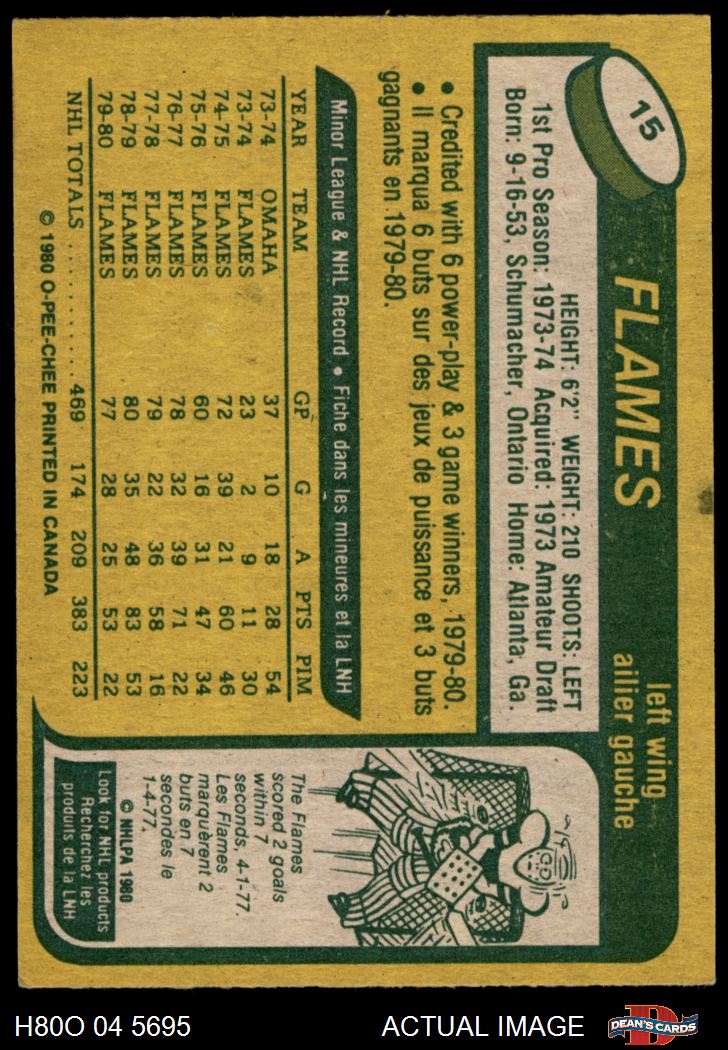 15
FLAMES
left wing
ailier gauche
HEIGHT: 6'2" WEIGHT: 210 SHOOTS: LEFT
1st Pro Season: 1973-74 Acquired: 1973 Amateur Draft
Born: 9-16-53, Schumacher, Ontario Home: Atlanta, Ga.
• Credited with 6 power-play & 3 game winners, 1979-80.
• Il marqua 6 buts sur des jeux de puissance et 3 buts
gagnants en 1979-80.
Minor League & NHL Record • Fiche dans les mineures et la LNH
YEAR TEAM GP G A PTS PIM
73-74 OMAHA 37 10 18 28 54
73-74 FLAMES 23 2 9 11 30
74-75 FLAMES 72 39 21 60 46
75-76 FLAMES 60 16 31 47 34
76-77 FLAMES 78 32 39 71 22
77-78 FLAMES 79 22 36 58 16
78-79 FLAMES 80 35 48 83 53
79-80 FLAMES 77 28 25 53 22
NHL TOTALS .......... 469 174 209 383 223
© 1980 O-PEE-CHEE PRINTED IN CANADA
The Flames
scored 2 goals
within 7
seconds, 4-1-77.
Les Flames
marquèrent 2
buts en 7
secondes le
1-4-77.
© NHLPA 1980
Look for NHL products
Recherchez les
produits de la LNH
H80O 04 5695
ACTUAL IMAGE
D
DEAN'S CARDS